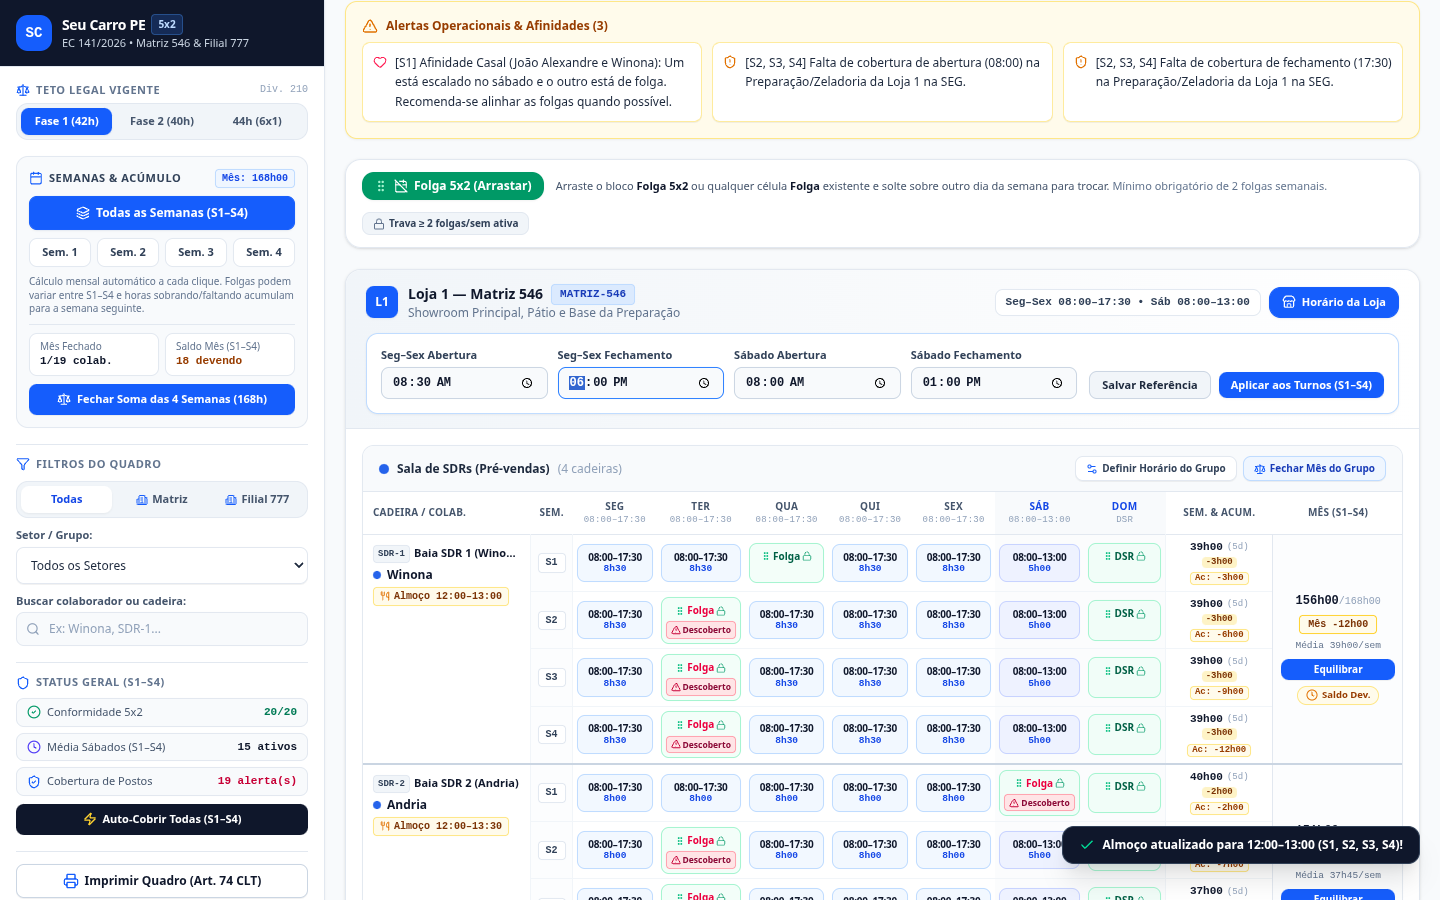 SC
Seu Carro PE 5x2
EC 141/2026 • Matriz 546 & Filial 777
TETO LEGAL VIGENTE Div. 210
Fase 1 (42h) Fase 2 (40h) 44h (6x1)
SEMANAS & ACÚMULO Mês: 168h00
Todas as Semanas (S1–S4)
Sem. 1 Sem. 2 Sem. 3 Sem. 4
Cálculo mensal automático a cada clique. Folgas podem
variar entre S1–S4 e horas sobrando/faltando acumulam
para a semana seguinte.
Mês Fechado Saldo Mês (S1–S4)
1/19 colab. 18 devendo
Fechar Soma das 4 Semanas (168h)
FILTROS DO QUADRO
Todas Matriz Filial 777
Setor / Grupo:
Todos os Setores
Buscar colaborador ou cadeira:
Ex: Winona, SDR-1...
STATUS GERAL (S1–S4)
Conformidade 5x2 20/20
Média Sábados (S1–S4) 15 ativos
Cobertura de Postos 19 alerta(s)
Auto-Cobrir Todas (S1–S4)
Imprimir Quadro (Art. 74 CLT)
Alertas Operacionais & Afinidades (3)
[S1] Afinidade Casal (João Alexandre e Winona): Um
está escalado no sábado e o outro está de folga.
Recomenda-se alinhar as folgas quando possível.
[S2, S3, S4] Falta de cobertura de abertura (08:00) na
Preparação/Zeladoria da Loja 1 na SEG.
[S2, S3, S4] Falta de cobertura de fechamento (17:30)
na Preparação/Zeladoria da Loja 1 na SEG.
Folga 5x2 (Arrastar) Arraste o bloco Folga 5x2 ou qualquer célula Folga existente e solte sobre outro dia da semana para trocar. Mínimo obrigatório de 2 folgas semanais.
Trava ≥ 2 folgas/sem ativa
L1 Loja 1 — Matriz 546 MATRIZ-546
Showroom Principal, Pátio e Base da Preparação
Seg–Sex 08:00–17:30 • Sáb 08:00–13:00 Horário da Loja
Seg–Sex Abertura Seg–Sex Fechamento Sábado Abertura Sábado Fechamento
08:30 AM 06:00 PM 08:00 AM 01:00 PM Salvar Referência Aplicar aos Turnos (S1–S4)
Sala de SDRs (Pré-vendas) (4 cadeiras) Definir Horário do Grupo Fechar Mês do Grupo
CADEIRA / COLAB. SEM. SEG TER QUA QUI SEX SÁB DOM SEM. & ACUM. MÊS (S1–S4)
08:00–17:30 08:00–17:30 08:00–17:30 08:00–17:30 08:00–17:30 08:00–13:00 DSR
SDR-1 Baia SDR 1 (Wino...
Winona
Almoço 12:00–13:00
S1 08:00–17:30 08:00–17:30 Folga 08:00–17:30 08:00–17:30 08:00–13:00 DSR 39h00 (5d)
8h30 8h30 8h30 8h30 5h00 -3h00
Ac: -3h00
S2 08:00–17:30 Folga 08:00–17:30 08:00–17:30 08:00–17:30 08:00–13:00 DSR 39h00 (5d)
8h30 Descoberto 8h30 8h30 8h30 5h00 -3h00
Ac: -6h00
S3 08:00–17:30 Folga 08:00–17:30 08:00–17:30 08:00–17:30 08:00–13:00 DSR 39h00 (5d)
8h30 Descoberto 8h30 8h30 8h30 5h00 -3h00
Ac: -9h00
S4 08:00–17:30 Folga 08:00–17:30 08:00–17:30 08:00–17:30 08:00–13:00 DSR 39h00 (5d)
8h30 Descoberto 8h30 8h30 8h30 5h00 -3h00
Ac: -12h00
156h00/168h00
Mês -12h00
Média 39h00/sem
Equilibrar
Saldo Dev.
SDR-2 Baia SDR 2 (Andria)
Andria
Almoço 12:00–13:30
S1 08:00–17:30 08:00–17:30 08:00–17:30 08:00–17:30 08:00–17:30 Folga DSR 40h00 (5d)
8h00 8h00 8h00 8h00 8h00 Descoberto -2h00
Ac: -2h00
S2 08:00–17:30 Folga 08:00–17:30 08:00–17:30 08:00–17:30
8h00 Descoberto 8h00 8h00 8h00 5h00
Média 37h45/sem
Folga 37h00 (5d)
Equilibrar
Almoço atualizado para 12:00–13:00 (S1, S2, S3, S4)!